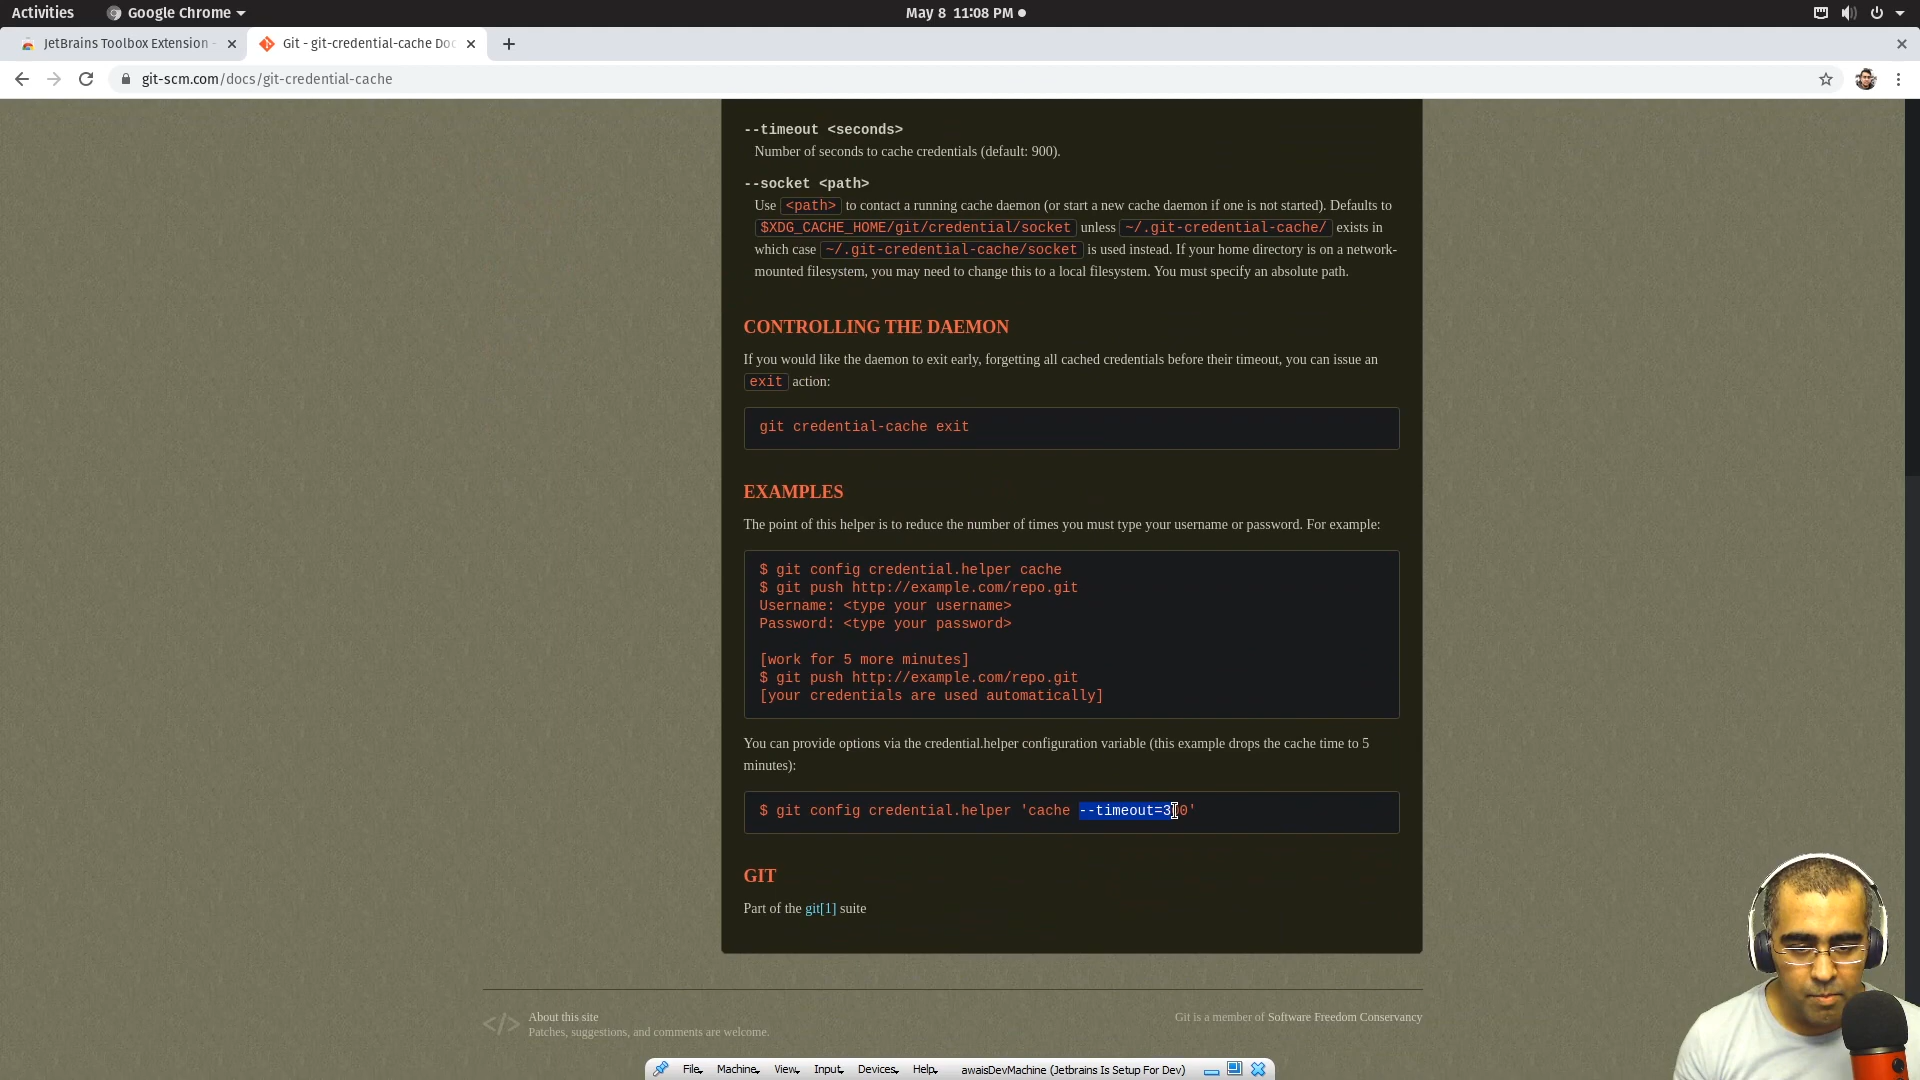 Activities
Google Chrome
May 8 11:08 PM
JetBrains Toolbox Extension -
Git - git-credential-cache Doc
git-scm.com/docs/git-credential-cache
--timeout <seconds>
Number of seconds to cache credentials (default: 900).
--socket <path>
Use <path> to contact a running cache daemon (or start a new cache daemon if one is not started). Defaults to
$XDG_CACHE_HOME/git/credential/socket unless ~/.git-credential-cache/ exists in
which case ~/.git-credential-cache/socket is used instead. If your home directory is on a network-
mounted filesystem, you may need to change this to a local filesystem. You must specify an absolute path.
CONTROLLING THE DAEMON
If you would like the daemon to exit early, forgetting all cached credentials before their timeout, you can issue an
exit action:
git credential-cache exit
EXAMPLES
The point of this helper is to reduce the number of times you must type your username or password. For example:
$ git config credential.helper cache
$ git push http://example.com/repo.git
Username: <type your username>
Password: <type your password>
[work for 5 more minutes]
$ git push http://example.com/repo.git
[your credentials are used automatically]
You can provide options via the credential.helper configuration variable (this example drops the cache time to 5
minutes):
$ git config credential.helper 'cache --timeout=300'
GIT
Part of the git[1] suite
</>
About this site
Patches, suggestions, and comments are welcome.
Git is a member of Software Freedom Conservancy
File Machine View Input Devices Help awaisDevMachine (Jetbrains Is Setup For Dev)